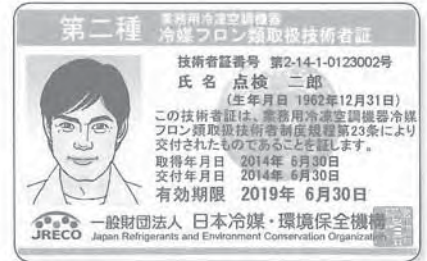 第二種 業務用冷凍空調機器
冷媒フロン類取扱技術者証
技術者証番号 第2-14-1-0123002号
氏 名 点検 二郎
(生年月日 1962年12月31日)
この技術者証は、業務用冷凍空調機器冷媒
フロン類取扱技術者制度規程第23条により
交付されたものであることを証します。
取得年月日 2014年 6月30日
交付年月日 2014年 6月30日
有効期限 2019年 6月30日
JRECO 一般財団法人 日本冷媒・環境保全機構
Japan Refrigerants and Environment Conservation Organization